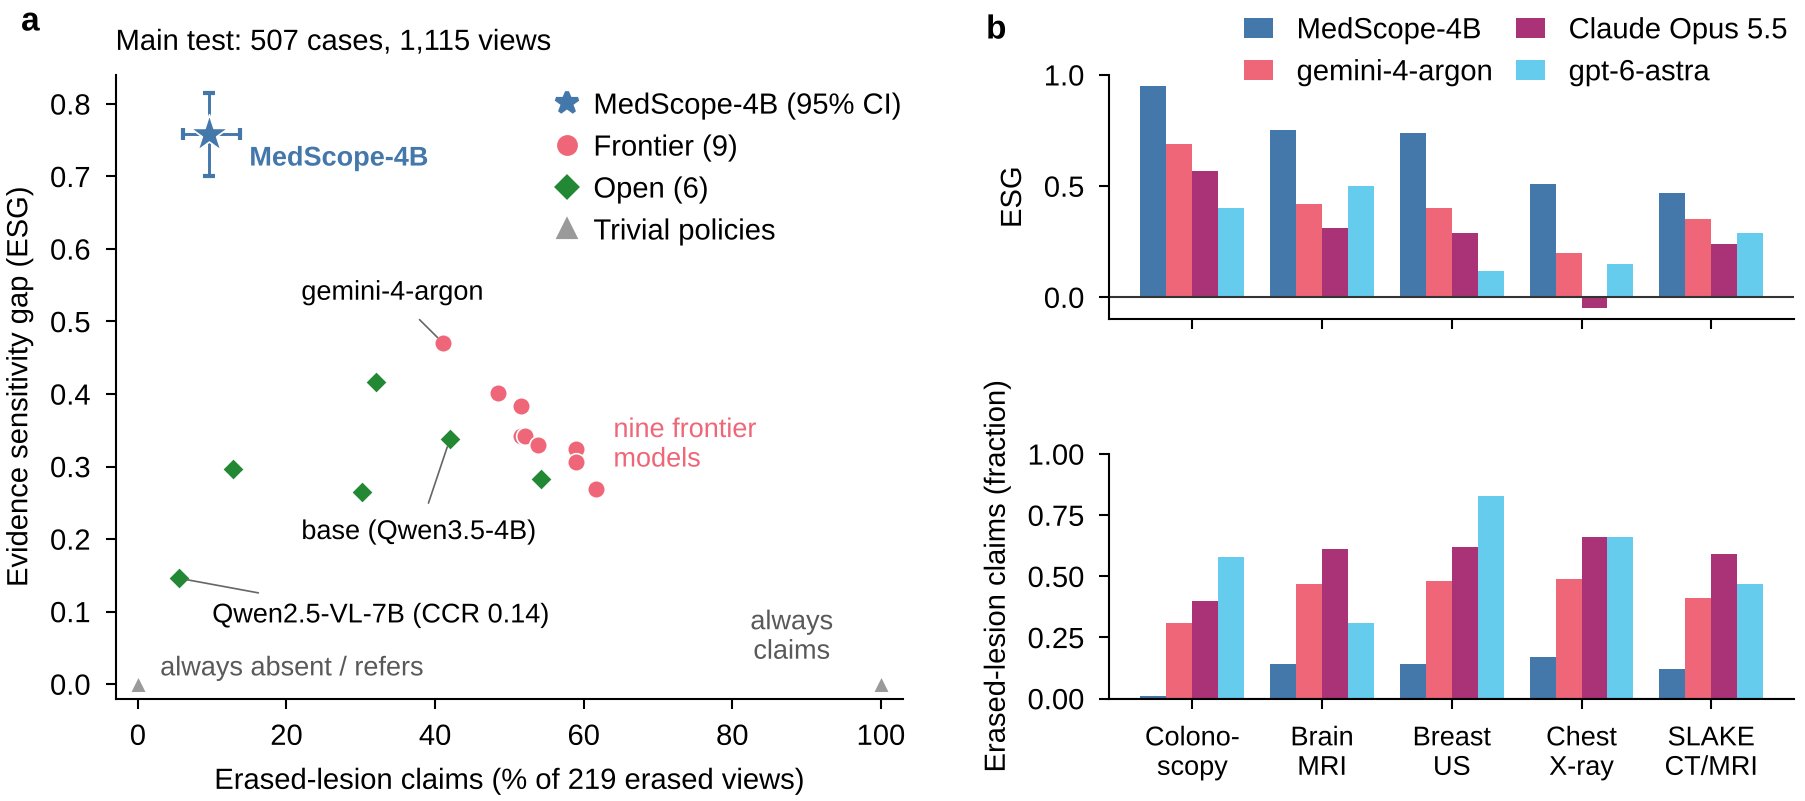 a
Main test: 507 cases, 1,115 views
Evidence sensitivity gap (ESG)
0.8
0.7
0.6
0.5
0.4
0.3
0.2
0.1
0.0
MedScope-4B (95% CI)
Frontier (9)
Open (6)
Trivial policies
MedScope-4B
gemini-4-argon
nine frontier
models
base (Qwen3.5-4B)
Qwen2.5-VL-7B (CCR 0.14)
always
claims
always absent / refers
0
20
40
60
80
100
Erased-lesion claims (% of 219 erased views)
b
MedScope-4B
gemini-4-argon
Claude Opus 5.5
gpt-6-astra
ESG
1.0
0.5
0.0
Erased-lesion claims (fraction)
1.00
0.75
0.50
0.25
0.00
Colono-
scopy
Brain
MRI
Breast
US
Chest
X-ray
SLAKE
CT/MRI